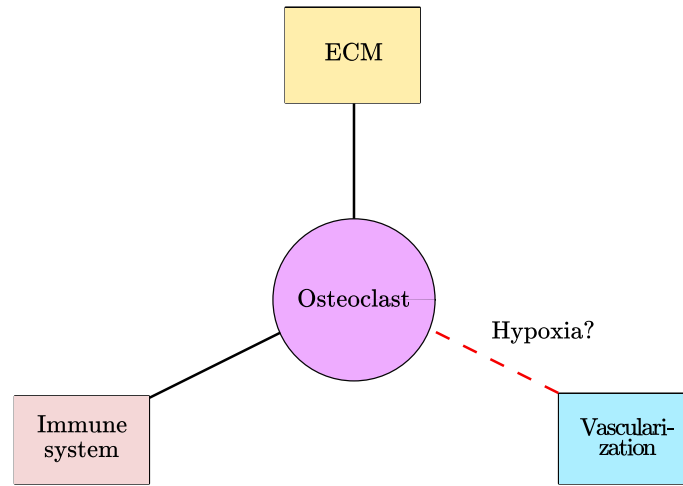 ECM
Osteoclast
Hypoxia?
Immune
system
Vasculari-
zation